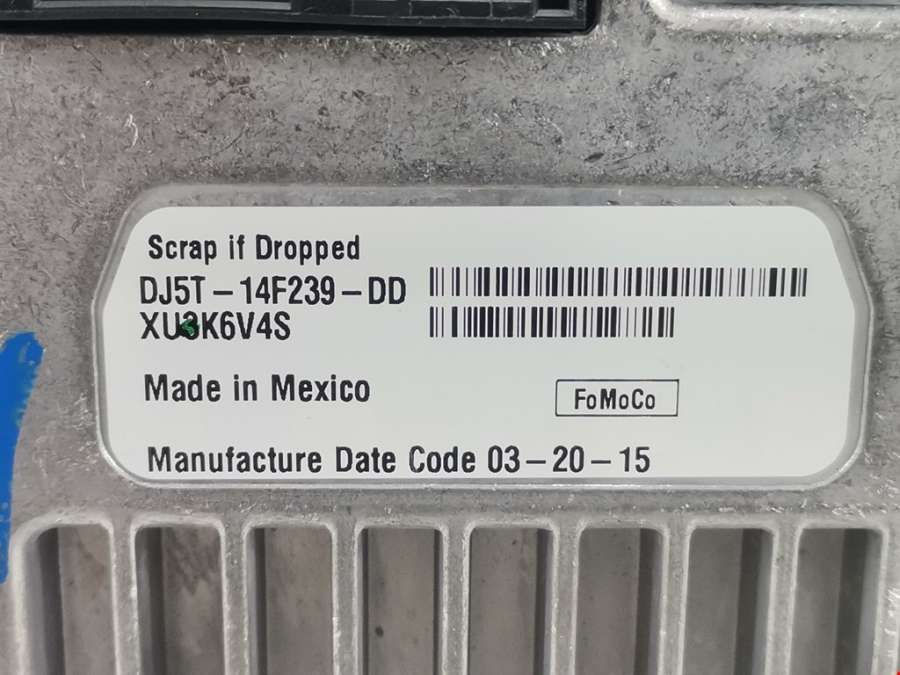 Scrap if Dropped
DJ5T-14F239-DD
XU3K6V4S
Made in Mexico
FoMoCo
Manufacture Date Code 03-20-15